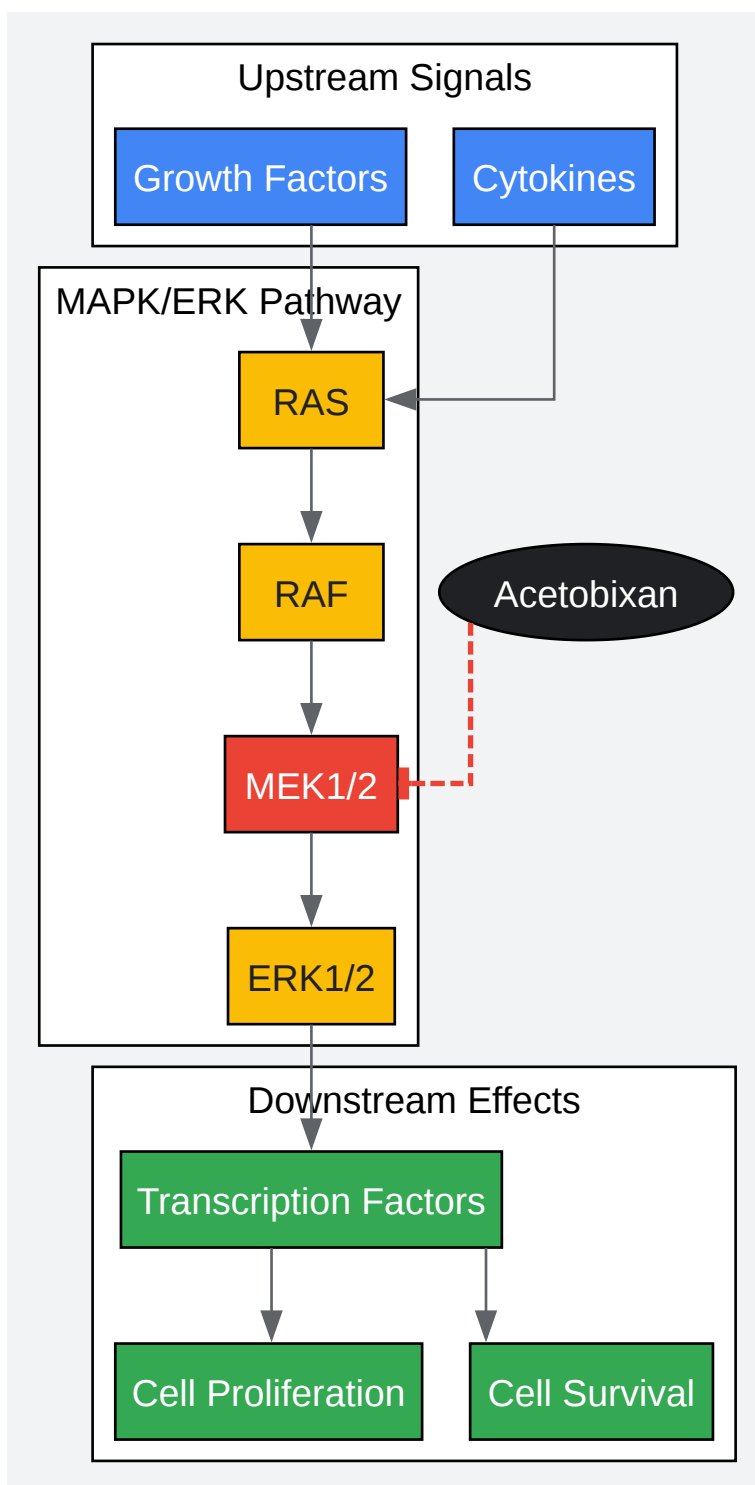 Upstream Signals
Growth Factors
Cytokines
MAPK/ERK Pathway
RAS
RAF
Acetobixan
MEK1/2
ERK1/2
Downstream Effects
Transcription Factors
Cell Proliferation
Cell Survival